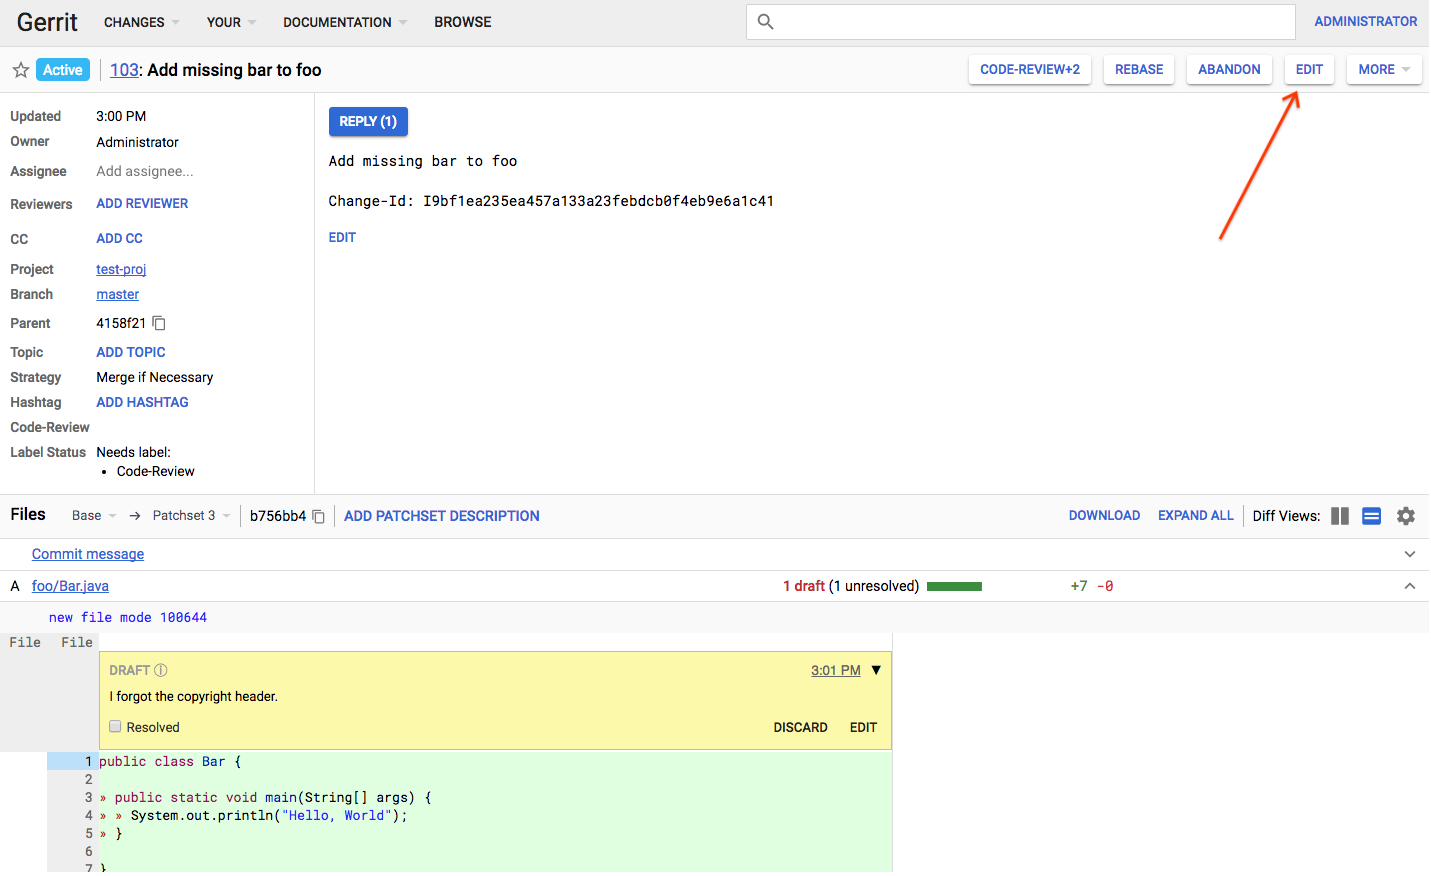 Gerrit CHANGES YOUR DOCUMENTATION BROWSE ADMINISTRATOR
Active 103: Add missing bar to foo CODE-REVIEW+2 REBASE ABANDON EDIT MORE
Updated 3:00 PM
Owner Administrator
Assignee Add assignee...
Reviewers ADD REVIEWER
CC ADD CC
Project test-proj
Branch master
Parent 4158f21
Topic ADD TOPIC
Strategy Merge if Necessary
Hashtag ADD HASHTAG
Code-Review
Label Status Needs label:
• Code-Review
REPLY (1)
Add missing bar to foo
Change-Id: I9bf1ea235ea457a133a23febdcb0f4eb9e6a1c41
EDIT
Files Base → Patchset 3 b756bb4 ADD PATCHSET DESCRIPTION DOWNLOAD EXPAND ALL Diff Views:
Commit message
A foo/Bar.java 1 draft (1 unresolved) +7 -0
new file mode 100644
File File
DRAFT 3:01 PM
I forgot the copyright header.
Resolved DISCARD EDIT
1 public class Bar {
2
3 » public static void main(String[] args) {
4 » » System.out.println("Hello, World");
5 » }
6
7 }